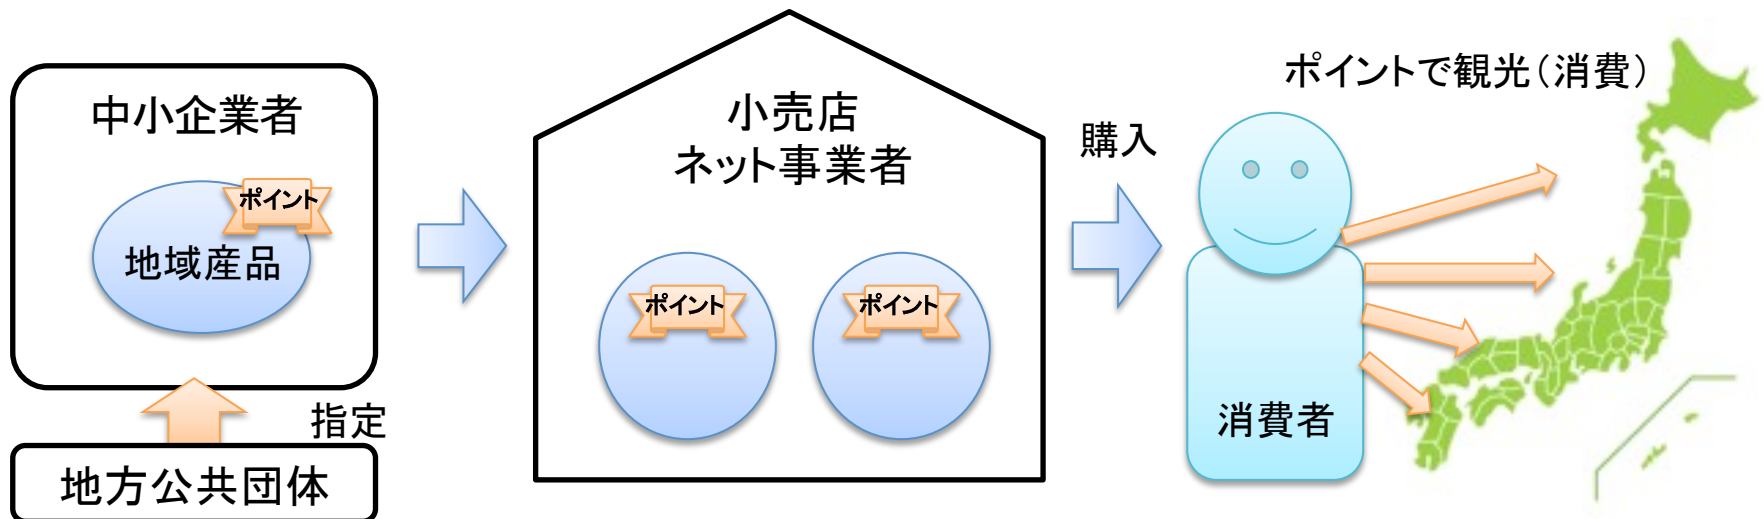 中小企業者
ポイント
地域産品
指定
地方公共団体
小売店
ネット事業者
ポイント
ポイント
購入
ポイントで観光（消費）
消費者